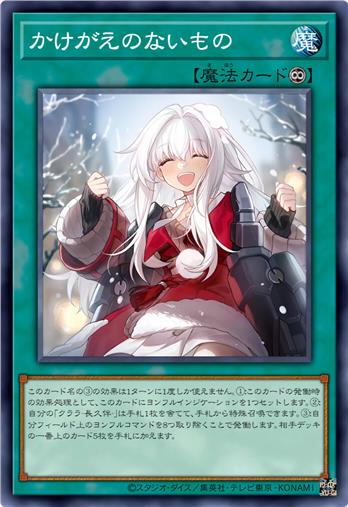 かけがえのないもの
魔
【魔法カード】
このカード名の③の効果は1ターンに1度しか使えません。①:このカードの発動時
の効果処理として、このカードにヨンフルインジケーションを1つセットします。②:
自分の「クララ・長久伴・」は手札1枚を捨てて、手札から特殊召喚できます。③:自
分フィールド上のヨンフルコマンドを8つ取り除くことで発動します。相手デッキ
の一番上のカード5枚を手札に加えます。
©スタジオ・ダイス/集英社・テレビ東京・KONAMI